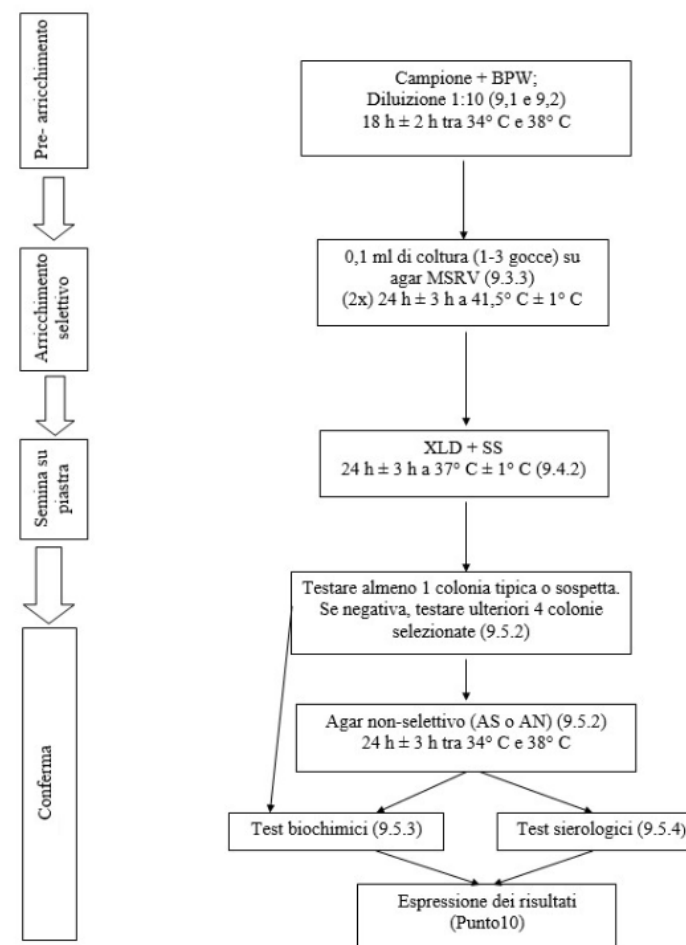 Pre- arricchimento
Campione + BPW;
Diluizione 1:10 (9,1 e 9,2)
18 h ± 2 h tra 34° C e 38° C
Arricchimento
selettivo
0,1 ml di coltura (1-3 gocce) su
agar MSRV (9.3.3)
(2x) 24 h ± 3 h a 41,5° C ± 1° C
Semina su
piastra
XLD + SS
24 h ± 3 h a 37° C ± 1° C (9.4.2)
Conferma
Testare almeno 1 colonia tipica o sospetta.
Se negativa, testare ulteriori 4 colonie
selezionate (9.5.2)
Agar non-selettivo (AS o AN) (9.5.2)
24 h ± 3 h tra 34° C e 38° C
Test biochimici (9.5.3)
Test sierologici (9.5.4)
Espressione dei risultati
(Punto10)